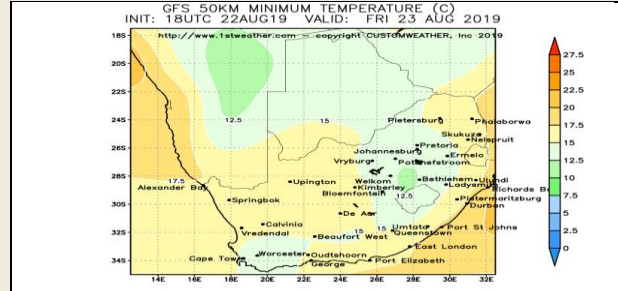 GFS 50KM MINIMUM TEMPERATURE (C)
INIT: 18UTC 22AUG19 VALID: FRI 23 AUG 2019
http://www.1stweather.com — copyright CUSTOMWEATHER, Inc 2019
18S
20S
22S
24S
26S
28S
30S
32S
34S
12.5
15
Pietersburg
Phalaborwa
Skukuza
Nelspruit
Pretoria
Johannesburg
Ermelo
Vryburg
Potchefstroom
17.5
Alexander Bay
Upington
Welkom
Bethlehem
Ulundi
Kimberley
Ladysmith
Richards B
Bloemfontein
12.5
Springbok
Pietermaritzburg
Durban
De Aar
Calvinia
Vredendal
15
15
Umtata
Port St Johns
Beaufort West
Queenstown
East London
Cape Town
Worcester
Oudtshoorn
George
Port Elizabeth
14E 16E 18E 20E 22E 24E 26E 28E 30E 32E
27.5
25
22.5
20
17.5
15
12.5
10
7.5
5
2.5
0